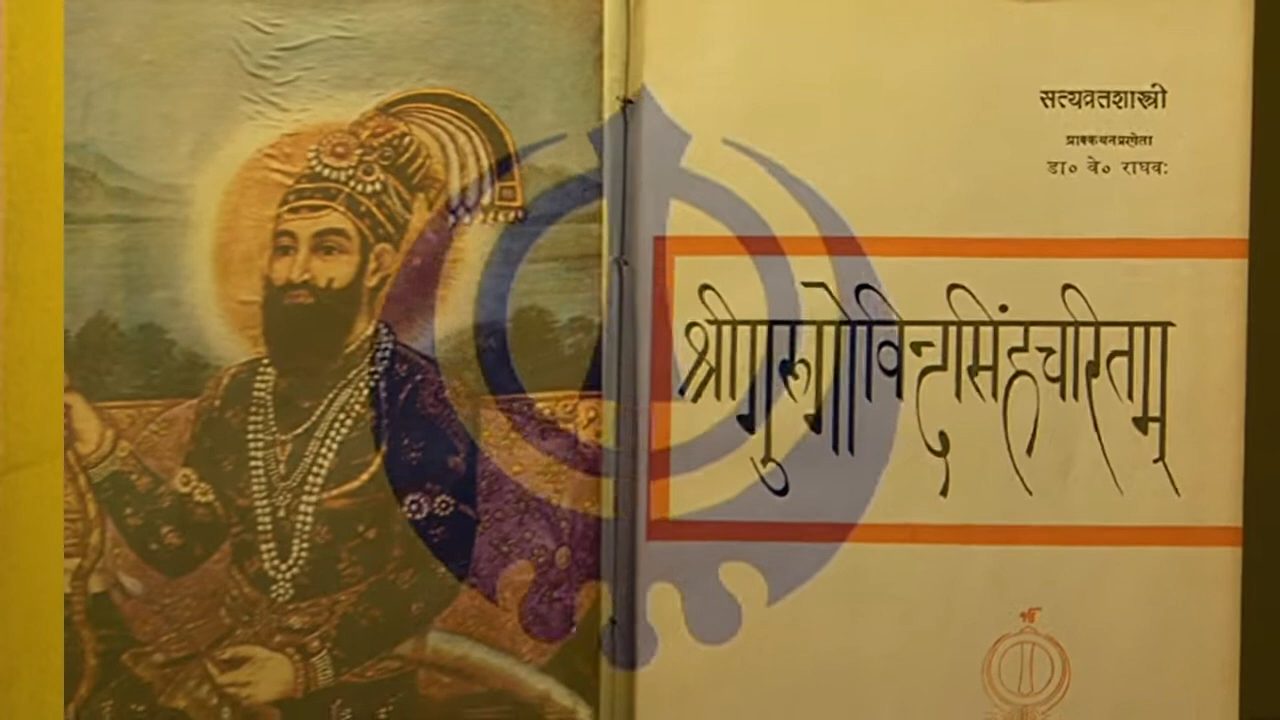 सत्यव्रतशास्त्री
प्राक्कथनप्रणेता
डा० वे० राघवः
श्रीगुरुगोविन्दसिंहचरितम्
ੴ